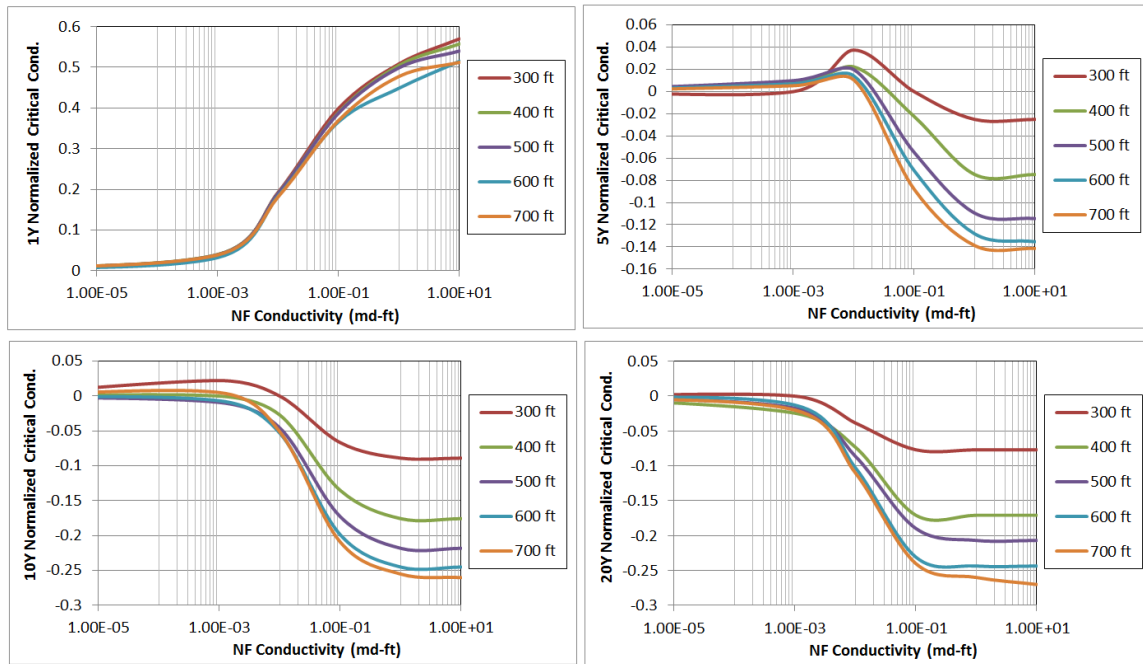 1Y Normalized Critical Cond.
0.6
0.5
0.4
0.3
0.2
0.1
0
1.00E-05 1.00E-03 1.00E-01 1.00E+01
NF Conductivity (md-ft)
300 ft
400 ft
500 ft
600 ft
700 ft
5Y Normalized Critical Cond.
0.06
0.04
0.02
0
-0.02
-0.04
-0.06
-0.08
-0.1
-0.12
-0.14
-0.16
1.00E-05 1.00E-03 1.00E-01 1.00E+01
NF Conductivity (md-ft)
300 ft
400 ft
500 ft
600 ft
700 ft
10Y Normalized Critical Cond.
0.05
0
-0.05
-0.1
-0.15
-0.2
-0.25
-0.3
1.00E-05 1.00E-03 1.00E-01 1.00E+01
NF Conductivity (md-ft)
300 ft
400 ft
500 ft
600 ft
700 ft
20Y Normalized Critical Cond.
0.05
0
-0.05
-0.1
-0.15
-0.2
-0.25
-0.3
1.00E-05 1.00E-03 1.00E-01 1.00E+01
NF Conductivity (md-ft)
300 ft
400 ft
500 ft
600 ft
700 ft